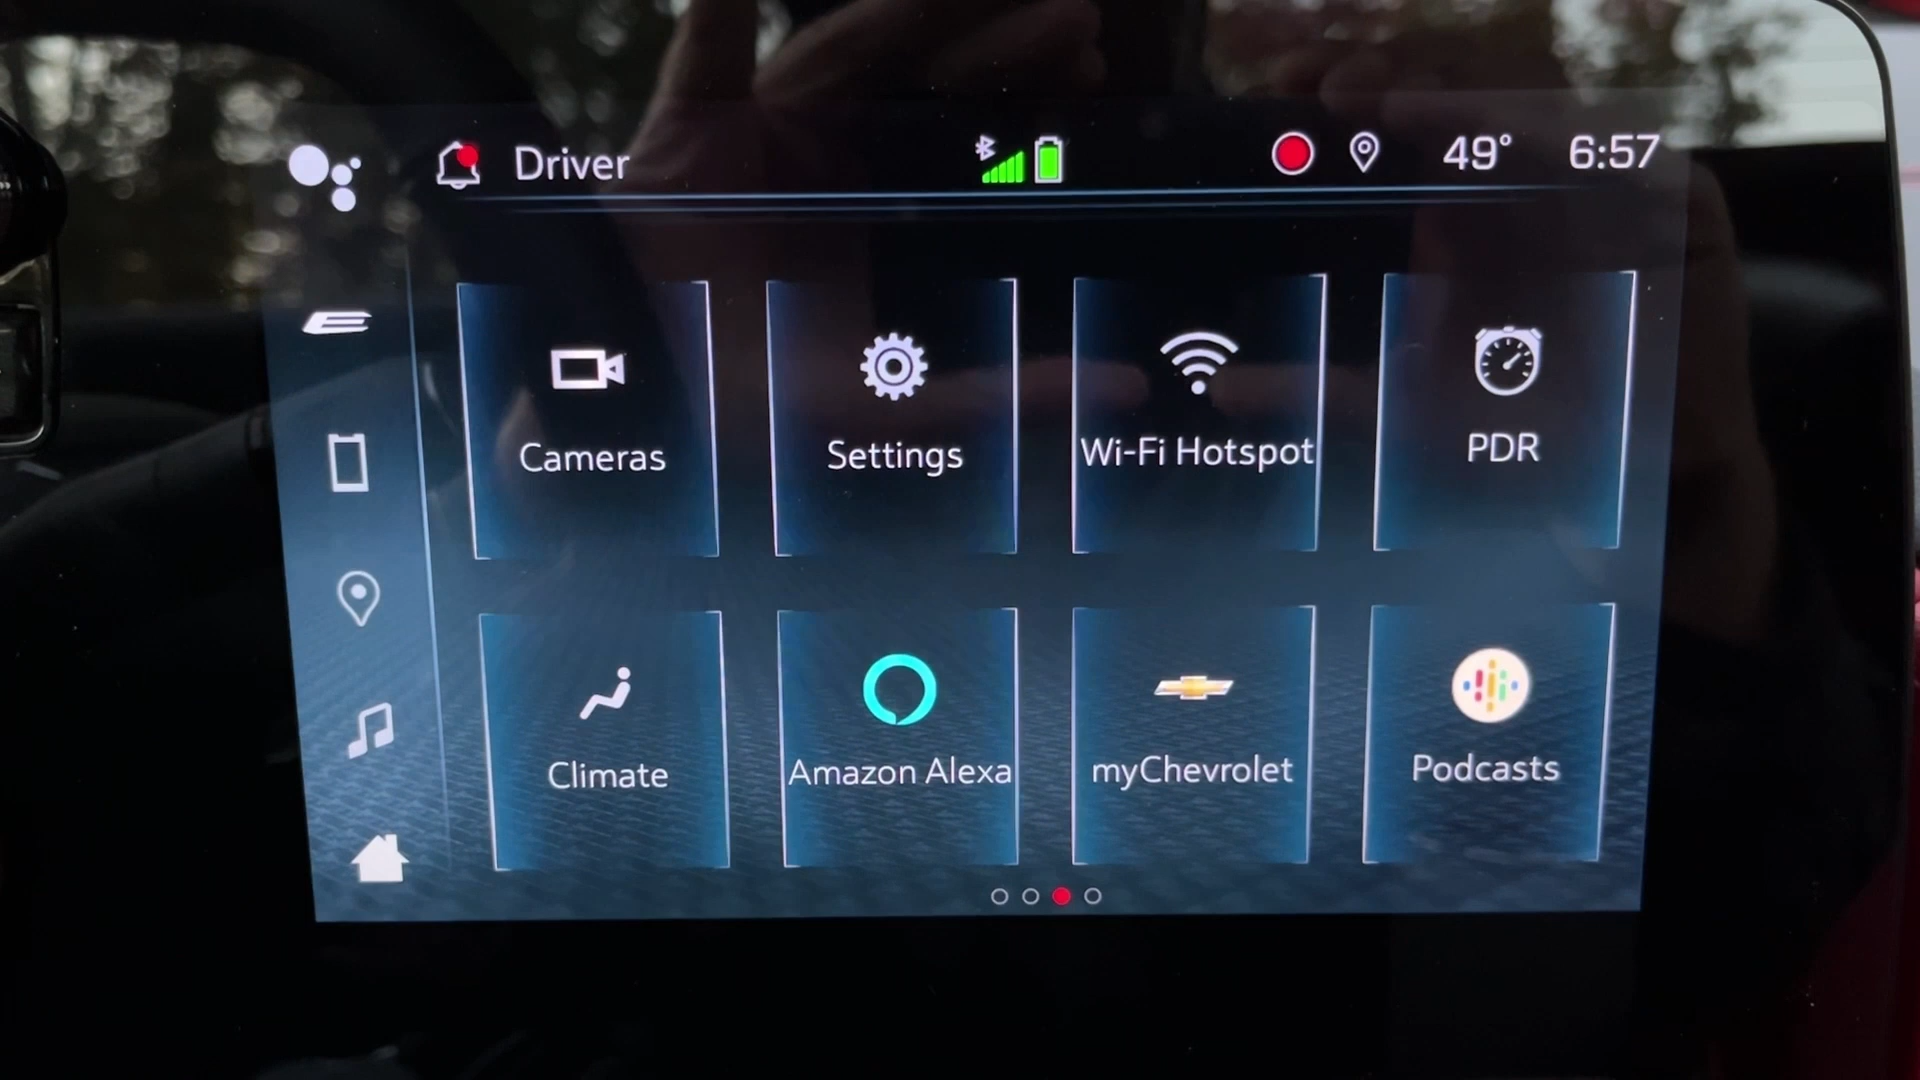 Driver
49° 6:57
Cameras
Settings
Wi-Fi Hotspot
PDR
Climate
Amazon Alexa
myChevrolet
Podcasts